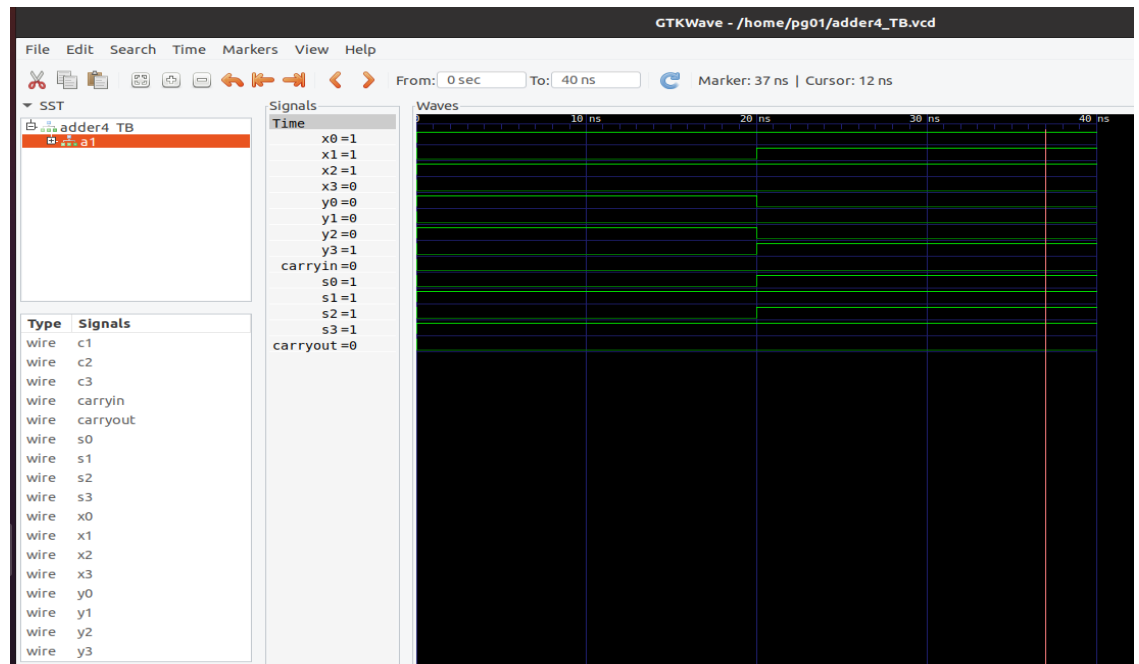 GTKWave - /home/pg01/adder4_TB.vcd
File Edit Search Time Markers View Help
From: 0 sec To: 40 ns Marker: 37 ns | Cursor: 12 ns
SST
adder4_TB
a1
Type Signals
wire c1
wire c2
wire c3
wire carryin
wire carryout
wire s0
wire s1
wire s2
wire s3
wire x0
wire x1
wire x2
wire x3
wire y0
wire y1
wire y2
wire y3
Signals
Time
x0=1
x1=1
x2=1
x3=0
y0=0
y1=0
y2=0
y3=1
carryin=0
s0=1
s1=1
s2=1
s3=1
carryout=0
Waves
0 10 ns 20 ns 30 ns 40 ns